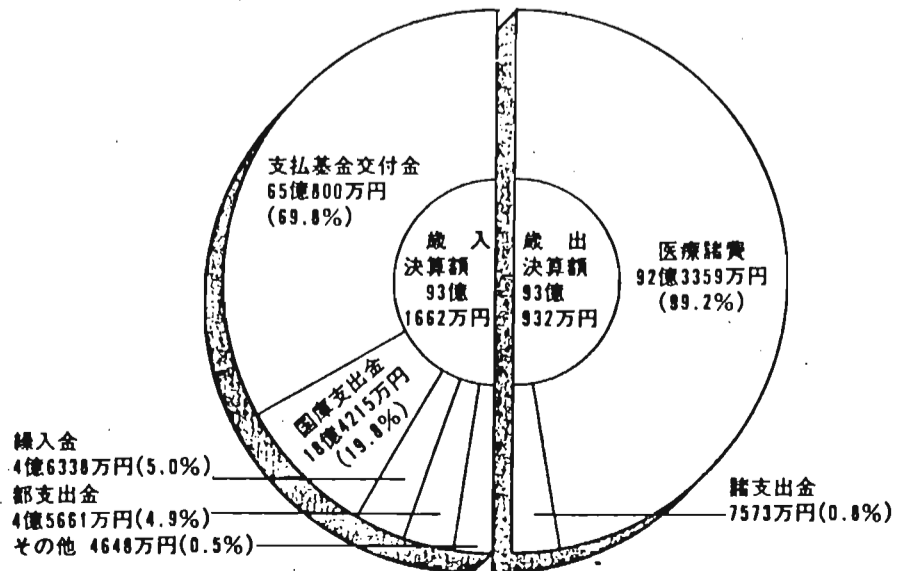 支払基金交付金
65億800万円
(69.8%)
歳 入
決算額
93億
1662万円
歳 出
決算額
93億
932万円
医療諸費
92億3359万円
(99.2%)
国庫支出金
18億4215万円
(19.8%)
繰入金
4億6338万円(5.0%)
都支出金
4億5661万円(4.9%)
その他 4648万円(0.5%)
諸支出金
7573万円(0.8%)